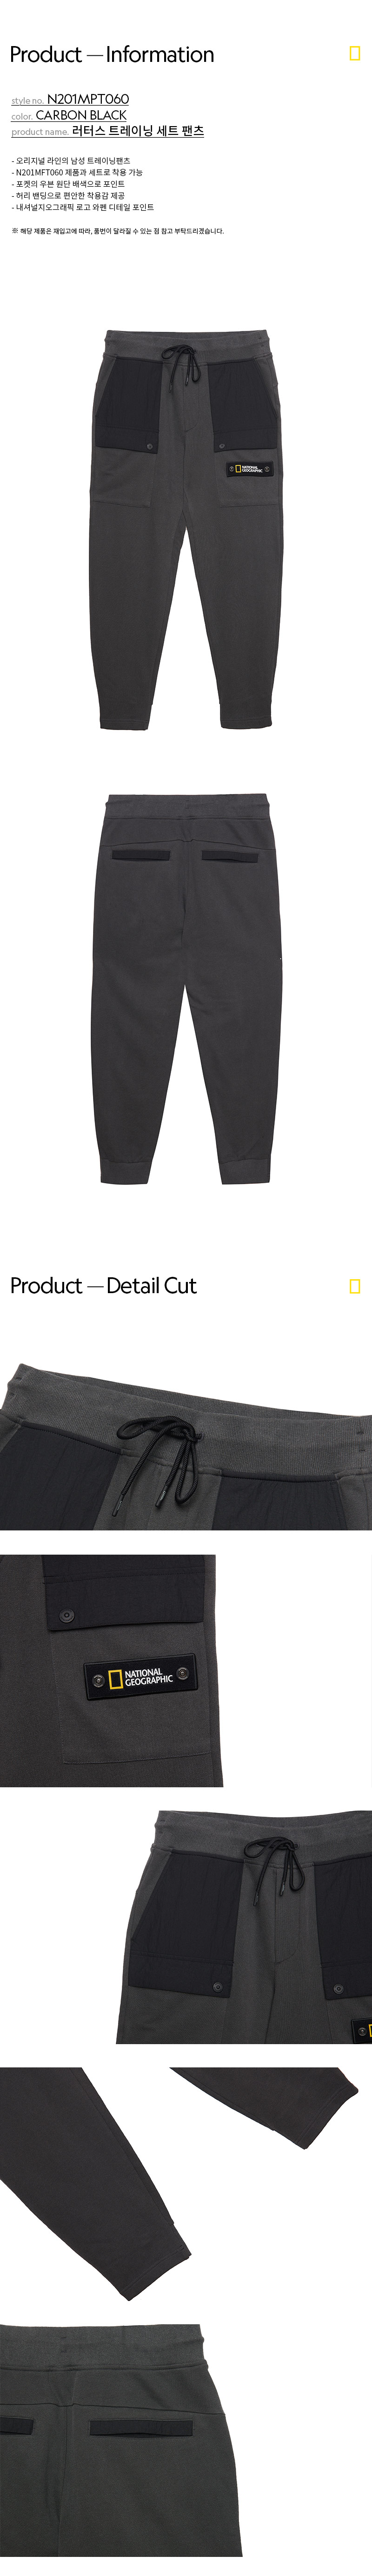 Product — Information
style no. N201MPT060
color. CARBON BLACK
product name. 러터스 트레이닝 세트 팬츠
- 오리지널 라인의 남성 트레이닝팬츠
- N201MFT060 제품과 세트로 착용 가능
- 포켓의 우븐 원단 배색으로 포인트
- 허리 밴딩으로 편안한 착용감 제공
- 내셔널지오그래픽 로고 와펜 디테일 포인트
※ 해당 제품은 재입고에 따라, 품번이 달라질 수 있는 점 참고 부탁드리겠습니다.
NATIONAL
GEOGRAPHIC
Product — Detail Cut
NATIONAL
GEOGRAPHIC